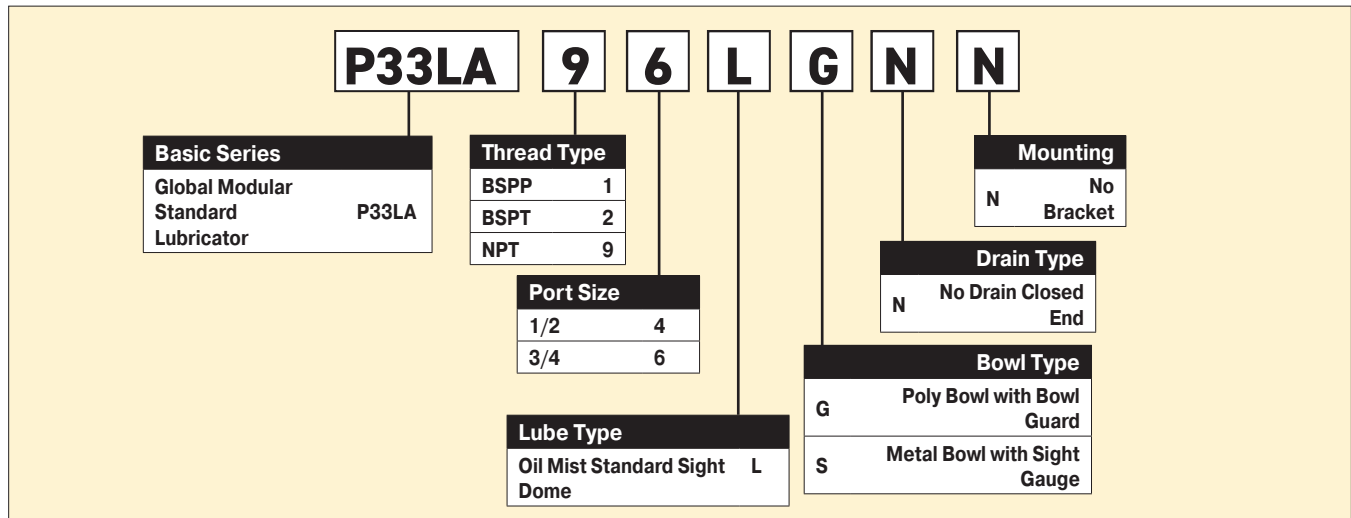 P33LA 9 6 L G N N
Basic Series
Global Modular
Standard P33LA
Lubricator
Thread Type
BSPP 1
BSPT 2
NPT 9
Port Size
1/2 4
3/4 6
Lube Type
Oil Mist Standard Sight L
Dome
Mounting
No
N
Bracket
Drain Type
No Drain Closed
N
End
Bowl Type
Poly Bowl with Bowl
G
Guard
Metal Bowl with Sight
S
Gauge